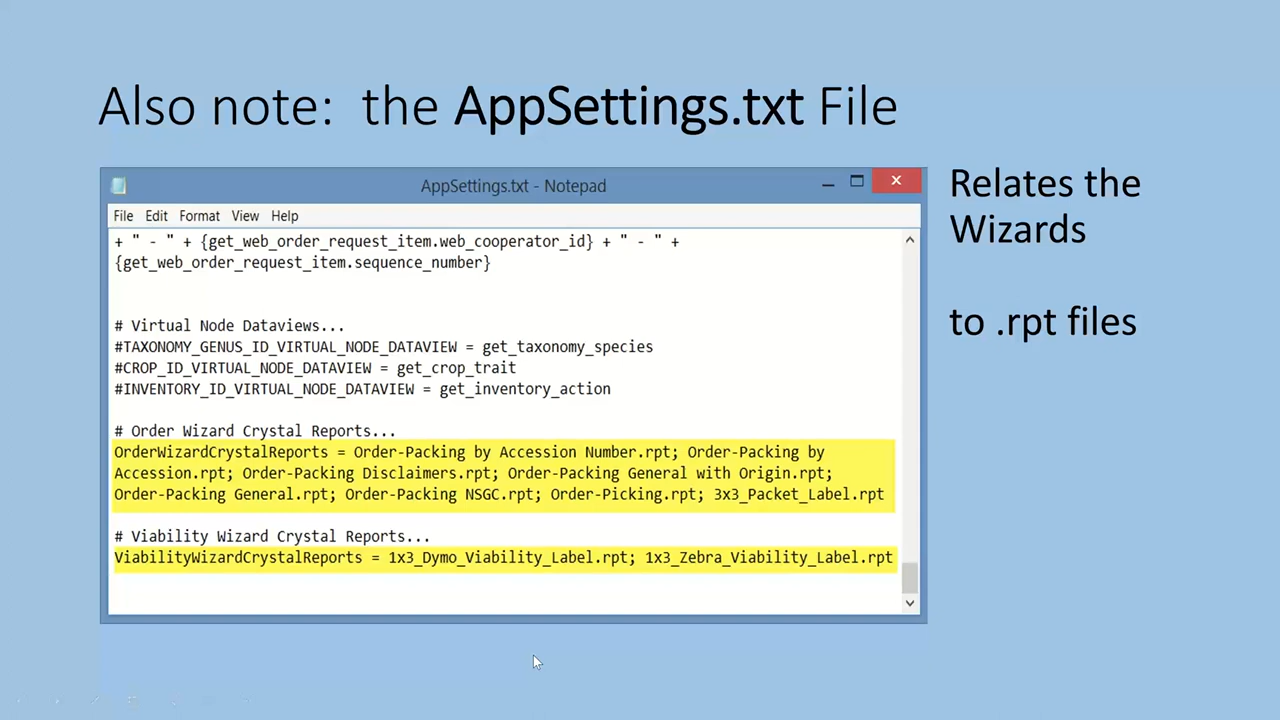 Also note:  the AppSettings.txt File
AppSettings.txt - Notepad
File Edit Format View Help
+ " - " + {get_web_order_request_item.web_cooperator_id} + " - " +
{get_web_order_request_item.sequence_number}
# Virtual Node Dataviews...
#TAXONOMY_GENUS_ID_VIRTUAL_NODE_DATAVIEW = get_taxonomy_species
#CROP_ID_VIRTUAL_NODE_DATAVIEW = get_crop_trait
#INVENTORY_ID_VIRTUAL_NODE_DATAVIEW = get_inventory_action
# Order Wizard Crystal Reports...
OrderWizardCrystalReports = Order-Packing by Accession Number.rpt; Order-Packing by
Accession.rpt; Order-Packing Disclaimers.rpt; Order-Packing General with Origin.rpt;
Order-Packing General.rpt; Order-Packing NSGC.rpt; Order-Picking.rpt; 3x3_Packet_Label.rpt
# Viability Wizard Crystal Reports...
ViabilityWizardCrystalReports = 1x3_Dymo_Viability_Label.rpt; 1x3_Zebra_Viability_Label.rpt
Relates the
Wizards
to .rpt files